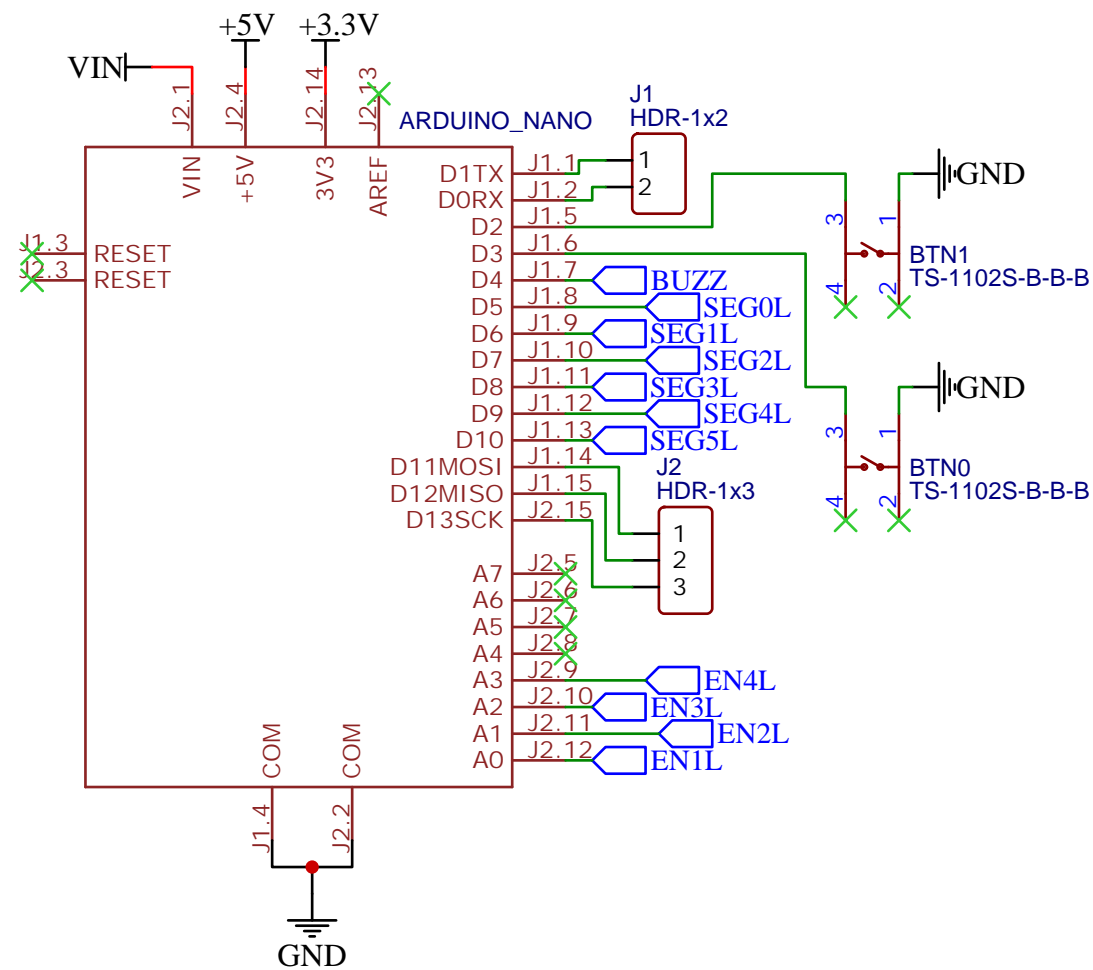 +5V
+3.3V
VIN
J2.1
J2.4
J2.14
J2.13
ARDUINO_NANO
J1
HDR-1x2
1
2
VIN
+5V
3V3
AREF
D1TX
J1.1
D0RX
J1.2
D2
J1.5
D3
J1.6
D4
J1.7
BUZZ
D5
J1.8
SEG0L
D6
J1.9
SEG1L
D7
J1.10
SEG2L
D8
J1.11
SEG3L
D9
J1.12
SEG4L
D10
J1.13
SEG5L
D11MOSI
J1.14
D12MISO
J1.15
D13SCK
J2.15
J1.3
RESET
J2.3
RESET
GND
3
1
4
2
BTN1
TS-1102S-B-B-B
GND
3
1
4
2
BTN0
TS-1102S-B-B-B
J2
HDR-1x3
1
2
3
A7
J2.5
A6
J2.6
A5
J2.7
A4
J2.8
A3
J2.9
EN4L
A2
J2.10
EN3L
A1
J2.11
EN2L
A0
J2.12
EN1L
COM
COM
J1.4
J2.2
GND